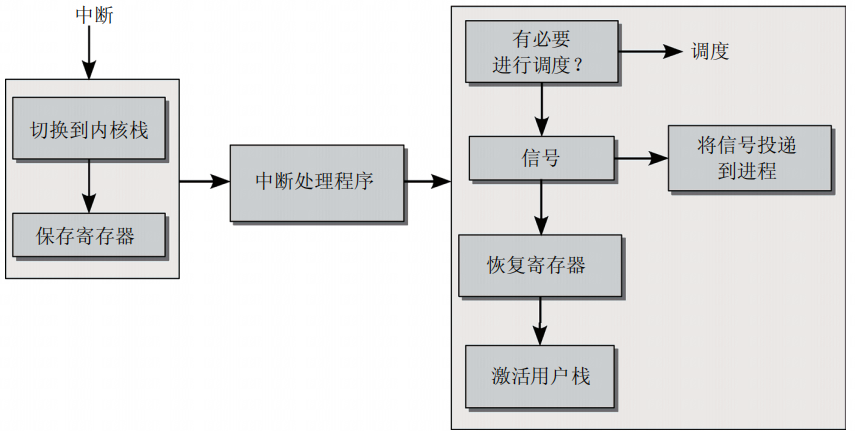 中断
切换到内核栈
保存寄存器
中断处理程序
有必要
进行调度？
调度
信号
将信号投递
到进程
恢复寄存器
激活用户栈